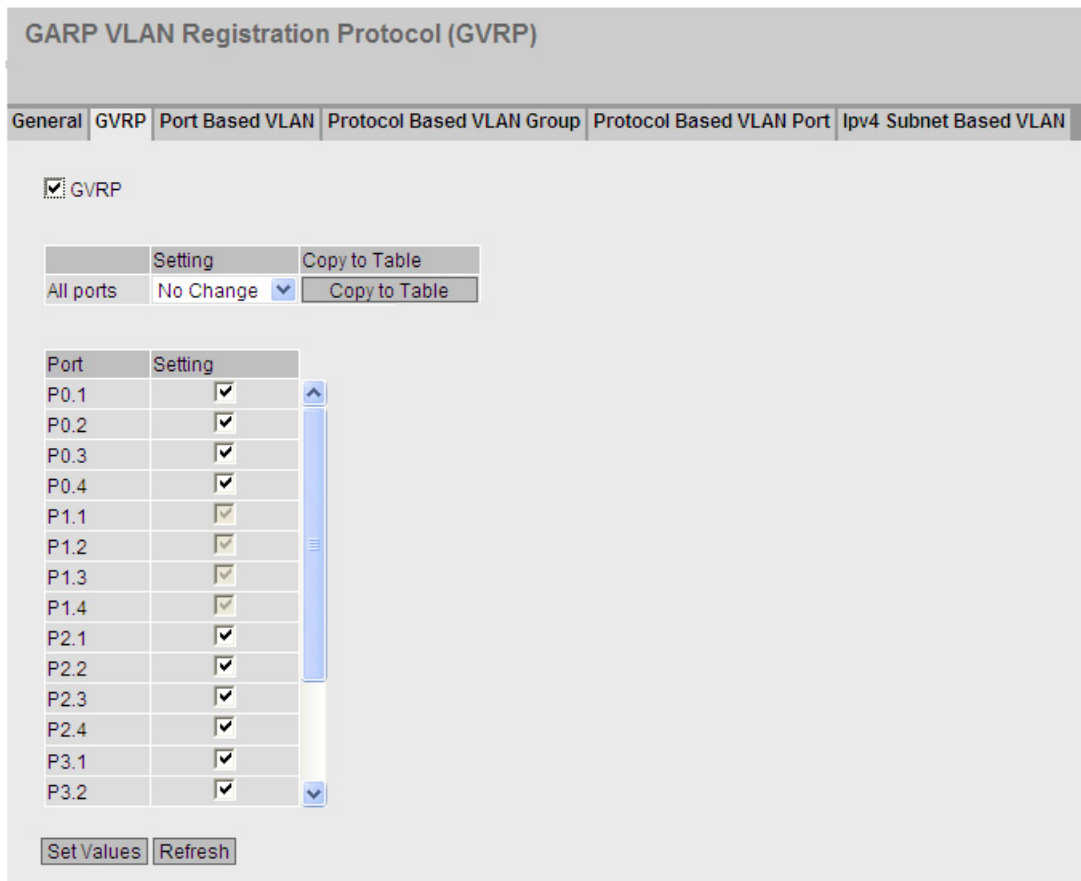 GARP VLAN Registration Protocol (GVRP)
General GVRP Port Based VLAN Protocol Based VLAN Group Protocol Based VLAN Port Ipv4 Subnet Based VLAN
GVRP
Setting Copy to Table
All ports No Change Copy to Table
Port Setting
P0.1
P0.2
P0.3
P0.4
P1.1
P1.2
P1.3
P1.4
P2.1
P2.2
P2.3
P2.4
P3.1
P3.2
Set Values Refresh